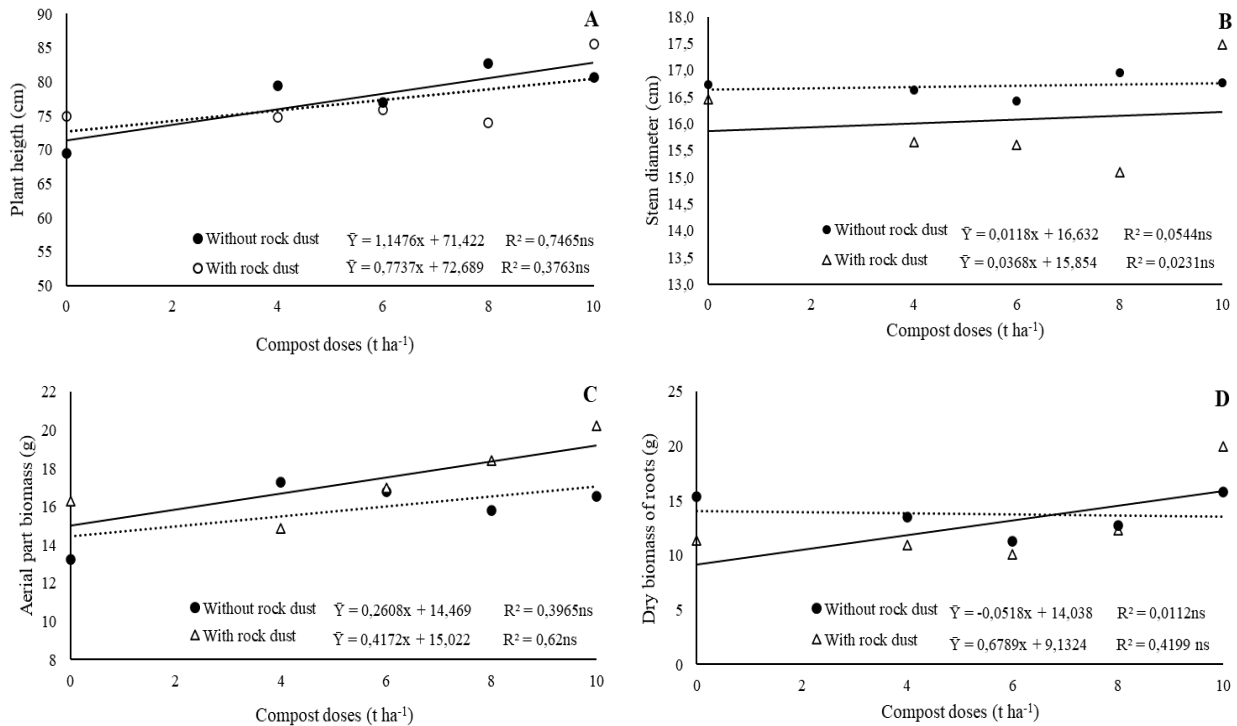 A
Plant heigth (cm)
90
85
80
75
70
65
60
55
50
Without rock dust Ȳ = 1,1476x + 71,422 R² = 0,7465ns
With rock dust Ȳ = 0,7737x + 72,689 R² = 0,3763ns
0 2 4 6 8 10
Compost doses (t ha⁻¹)
B
Stem diameter (cm)
18,0
17,5
17,0
16,5
16,0
15,5
15,0
14,5
14,0
13,5
13,0
Without rock dust Ȳ = 0,0118x + 16,632 R² = 0,0544ns
With rock dust Ȳ = 0,0368x + 15,854 R² = 0,0231ns
0 2 4 6 8 10
Compost doses (t ha⁻¹)
C
Aerial part biomass (g)
22
20
18
16
14
12
10
8
Without rock dust Ȳ = 0,2608x + 14,469 R² = 0,3965ns
With rock dust Ȳ = 0,4172x + 15,022 R² = 0,62ns
0 2 4 6 8 10
Compost doses (t ha⁻¹)
D
Dry biomass of roots (g)
25
20
15
10
5
0
Without rock dust Ȳ = -0,0518x + 14,038 R² = 0,0112ns
With rock dust Ȳ = 0,6789x + 9,1324 R² = 0,4199 ns
0 2 4 6 8 10
Compost doses (t ha⁻¹)